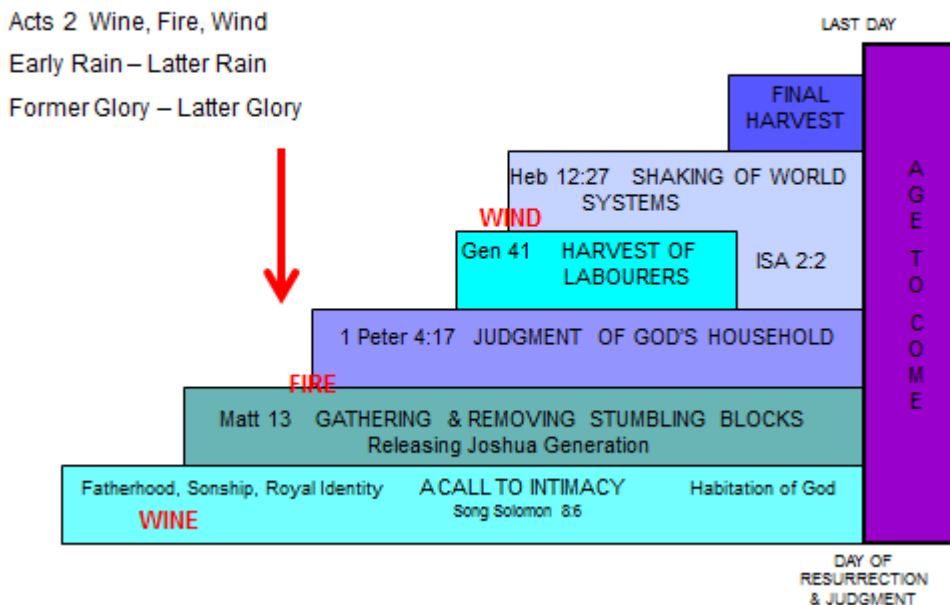 Acts 2 Wine, Fire, Wind
Early Rain – Latter Rain
Former Glory – Latter Glory
LAST DAY
FINAL
HARVEST
Heb 12:27 SHAKING OF WORLD
SYSTEMS
WIND
Gen 41 HARVEST OF
LABOURERS
ISA 2:2
1 Peter 4:17 JUDGMENT OF GOD'S HOUSEHOLD
FIRE
Matt 13 GATHERING & REMOVING STUMBLING BLOCKS
Releasing Joshua Generation
Fatherhood, Sonship, Royal Identity A CALL TO INTIMACY Habitation of God
Song Solomon 8:6
WINE
AGE TO COME
DAY OF
RESURRECTION
& JUDGMENT